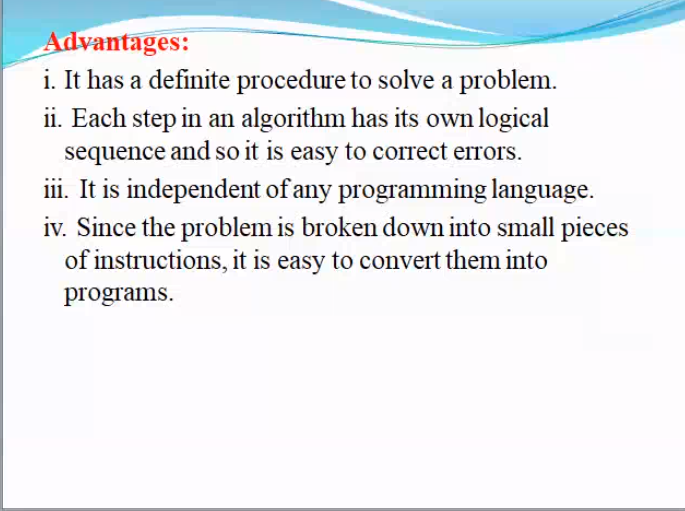 Advantages:
i. It has a definite procedure to solve a problem.
ii. Each step in an algorithm has its own logical
sequence and so it is easy to correct errors.
iii. It is independent of any programming language.
iv. Since the problem is broken down into small pieces
of instructions, it is easy to convert them into
programs.